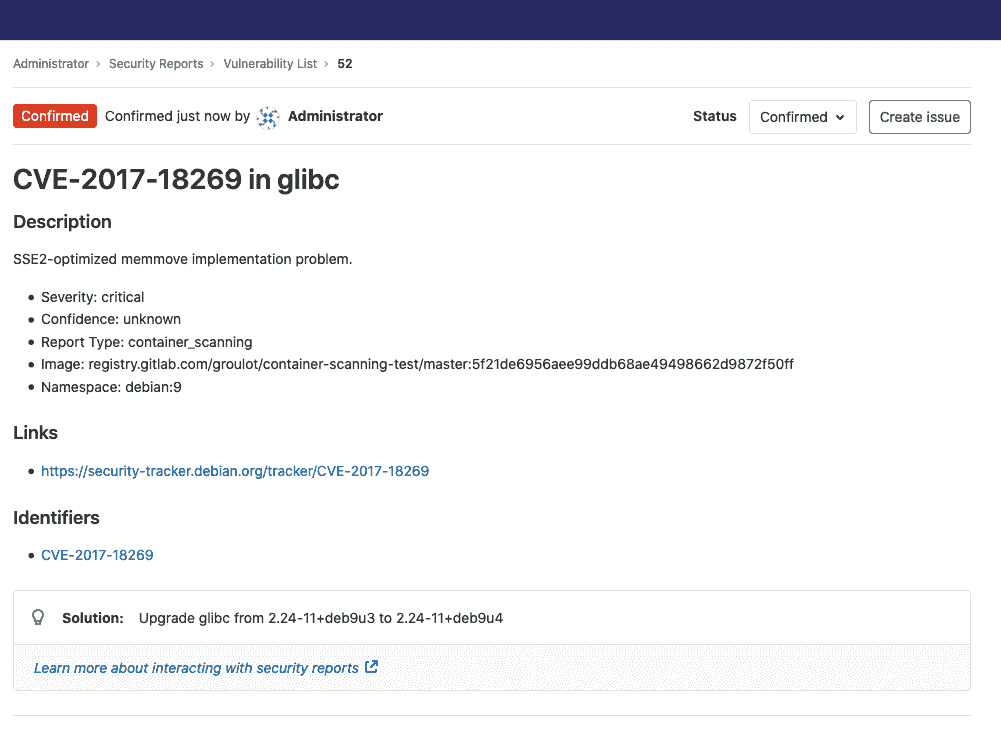 Administrator › Security Reports › Vulnerability List › 52
Confirmed Confirmed just now by Administrator Status Confirmed Create issue
CVE-2017-18269 in glibc
Description
SSE2-optimized memmove implementation problem.
• Severity: critical
• Confidence: unknown
• Report Type: container_scanning
• Image: registry.gitlab.com/groulot/container-scanning-test/master:5f21de6956aee99ddb68ae49498662d9872f50ff
• Namespace: debian:9
Links
• https://security-tracker.debian.org/tracker/CVE-2017-18269
Identifiers
• CVE-2017-18269
Solution: Upgrade glibc from 2.24-11+deb9u3 to 2.24-11+deb9u4
Learn more about interacting with security reports